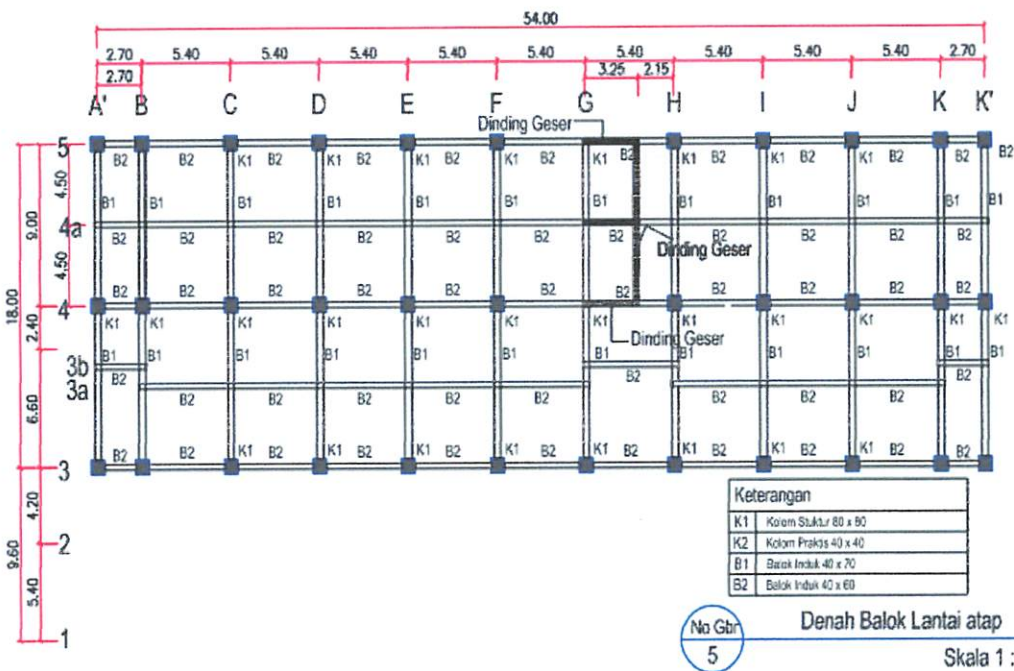 54.00
2.70 5.40 5.40 5.40 5.40 5.40 5.40 5.40 5.40 5.40 2.70
2.70 3.25 2.15
A' B C D E F G H I J K K'
Dinding Geser
5 B2 B2 K1 B2 K1 B2 K1 B2 K1 B2 K1 B2 K1 B2 K1 B2 K1 B2 B2 B2
4.50
B1 B1 B1 B1 B1 B1 B1 B1 B1 B1 B1 B1
9.00
4a
B2 B2 B2 B2 B2 B2 B2 B2 B2 B2 B2
Dinding Geser
4.50
18.00
B2 B2 B2 B2 B2 B2 B2 B2 B2 B2 B2
4
K1 K1 K1 K1 K1 K1 K1 K1 K1 K1 K1 K1
2.40
Dinding Geser
B1 B1 B1 B1 B1 B1 B1 B1 B1 B1 B1 B1
3b
B2 B2 B2
3a
B2 B2 B2 B2 B2 B2 B2 B2
6.60
B2 B2 K1 B2 K1 B2 K1 B2 K1 B2 K1 B2 K1 B2 K1 B2 K1 B2 B2
3
4.20
2
9.60
5.40
1
Keterangan
K1 Kolom Stuktur 80 x 80
K2 Kolom Praktis 40 x 40
B1 Balok Induk 40 x 70
B2 Balok Induk 40 x 60
No Gbr
5
Denah Balok Lantai atap
Skala 1 :